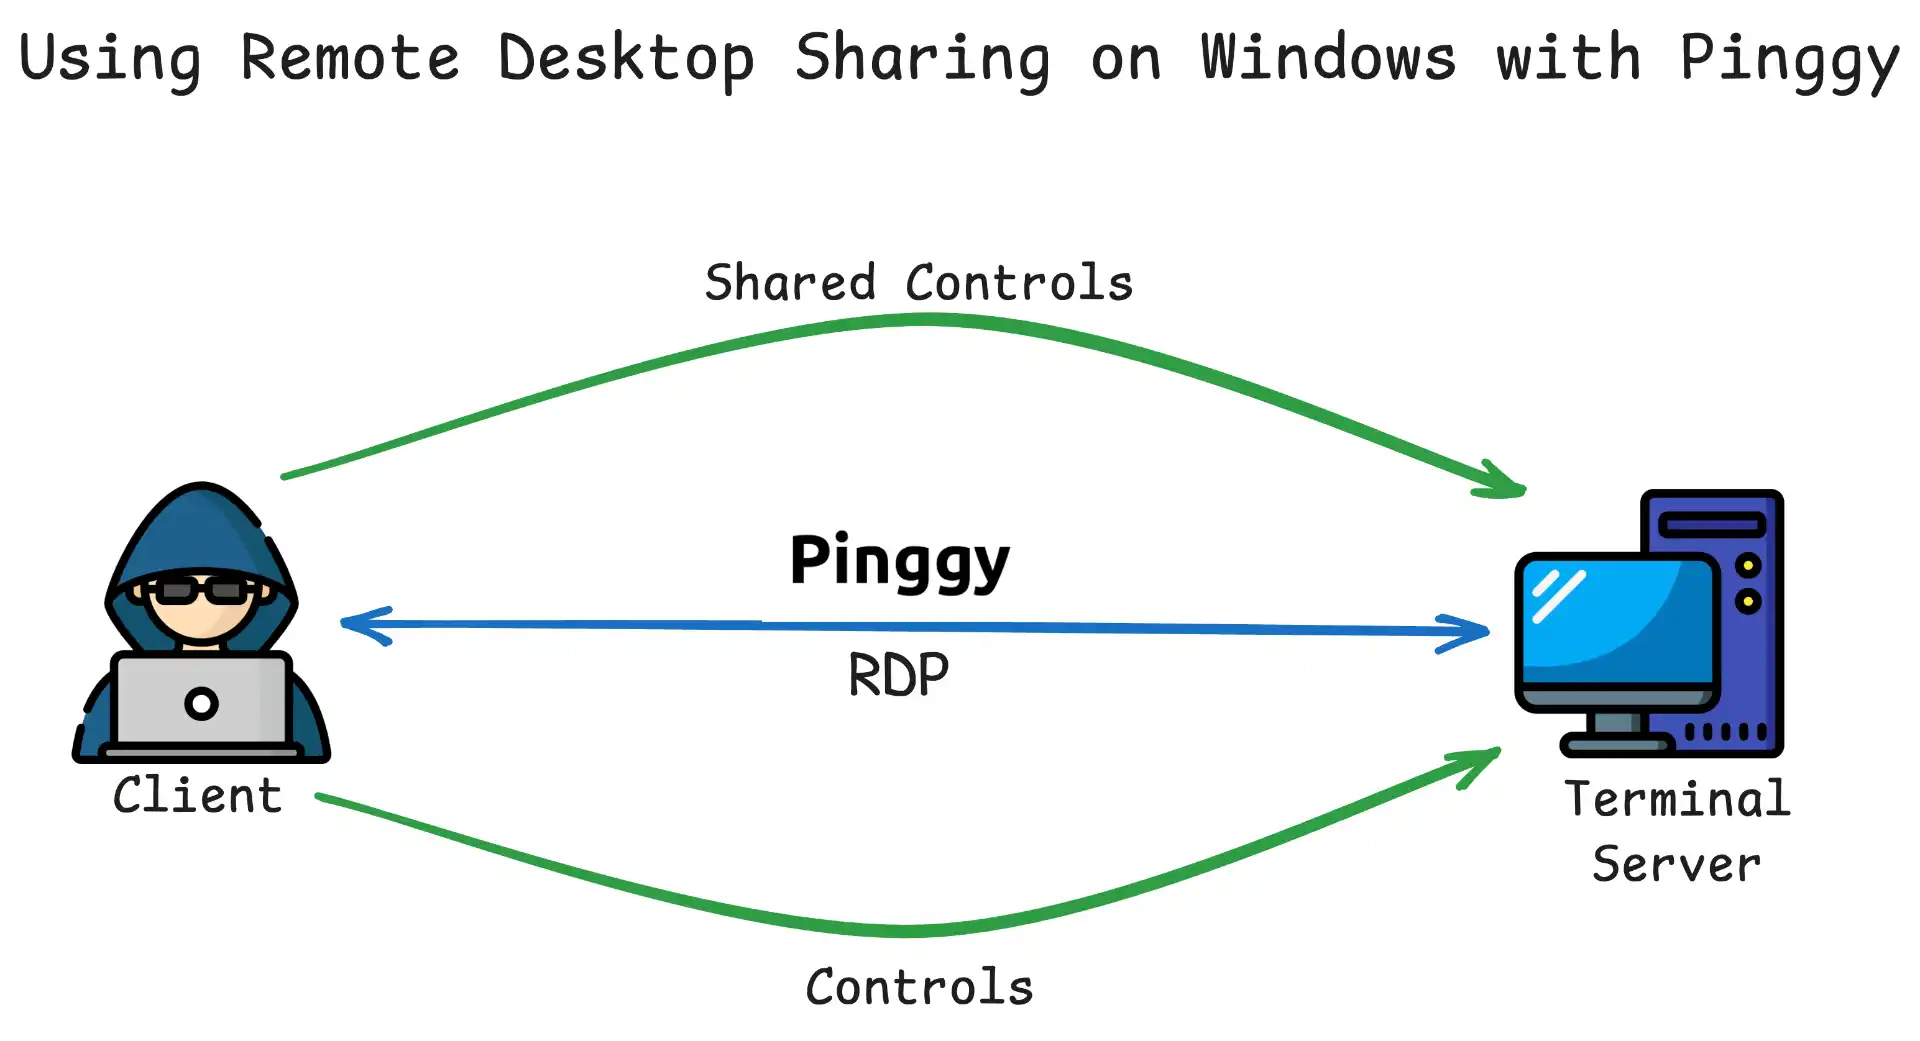 Using Remote Desktop Sharing on Windows with Pinggy
Shared Controls
Pinggy
RDP
Client
Terminal
Server
Controls